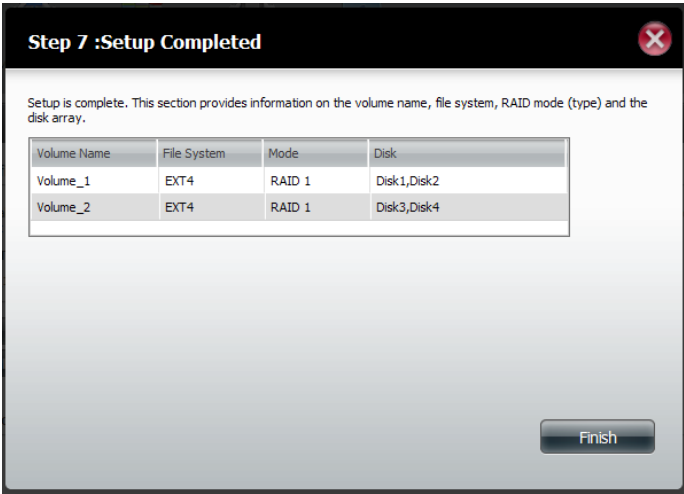 Step 7 :Setup Completed
Setup is complete. This section provides information on the volume name, file system, RAID mode (type) and the
disk array.
Volume Name File System Mode Disk
Volume_1 EXT4 RAID 1 Disk1,Disk2
Volume_2 EXT4 RAID 1 Disk3,Disk4
Finish